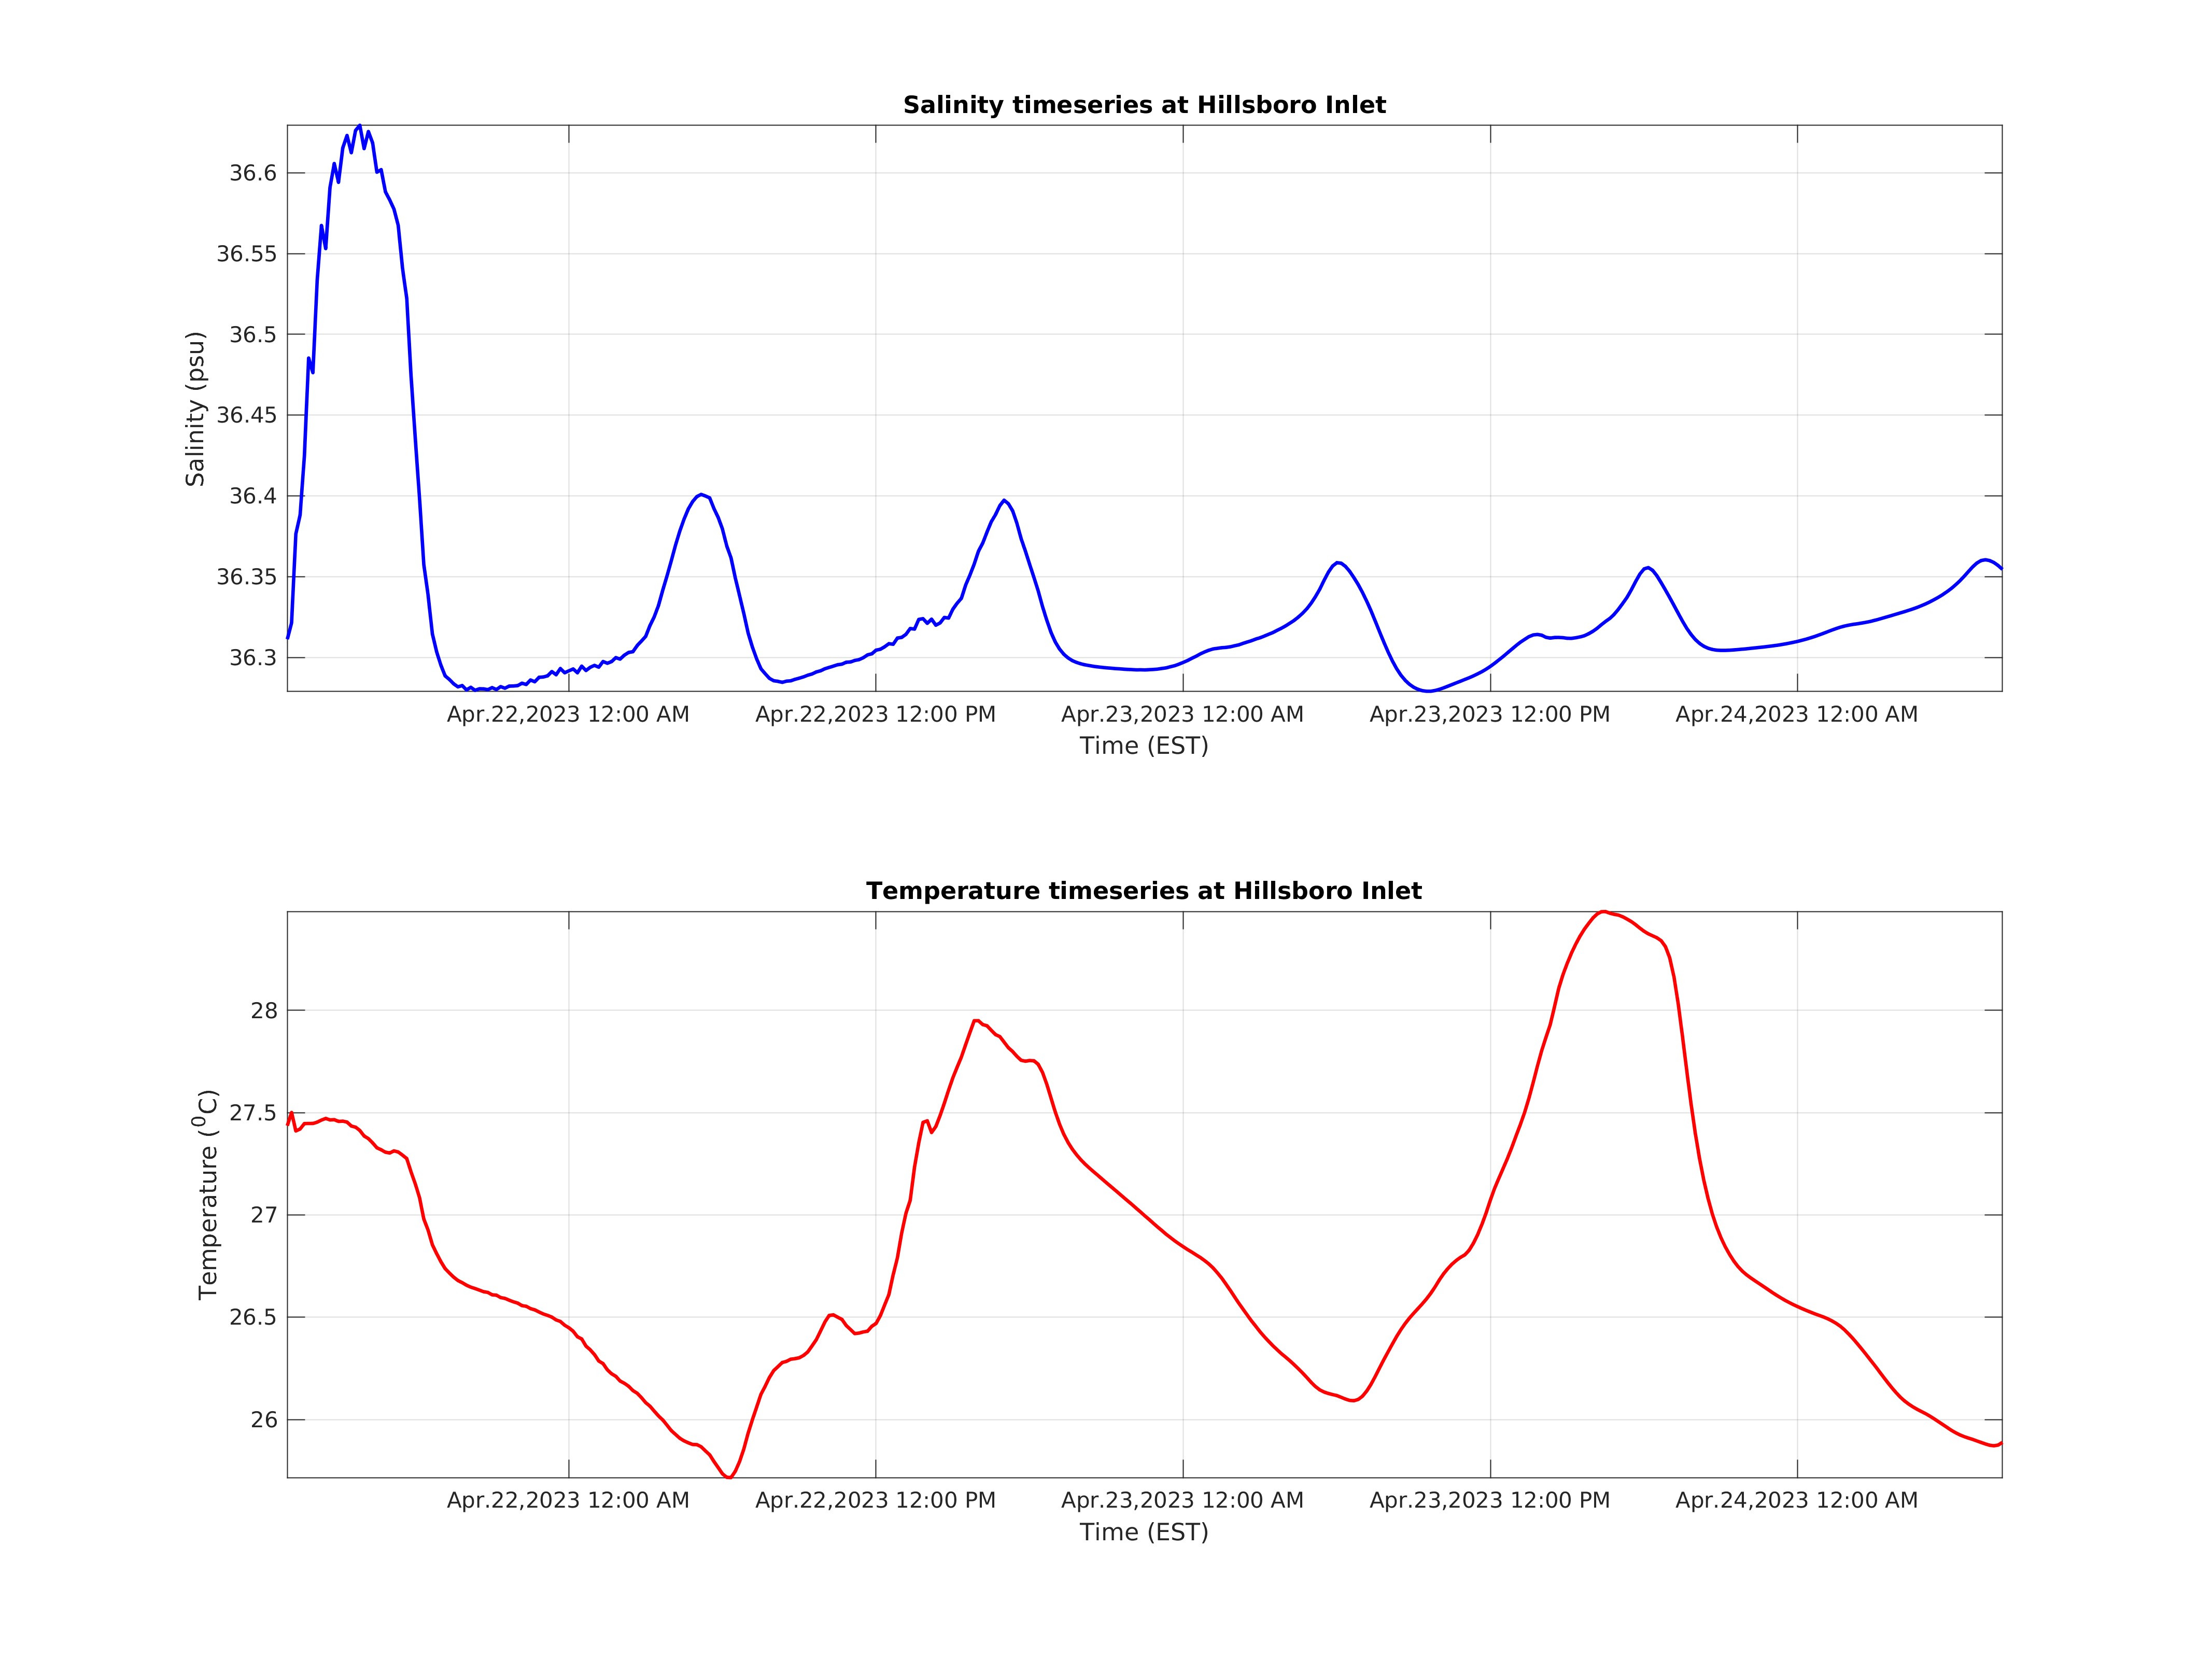 Salinity timeseries at Hillsboro Inlet
36.6
36.55
36.5
36.45
36.4
36.35
36.3
Salinity (psu)
Apr.22,2023 12:00 AM Apr.22,2023 12:00 PM Apr.23,2023 12:00 AM Apr.23,2023 12:00 PM Apr.24,2023 12:00 AM
Time (EST)
Temperature timeseries at Hillsboro Inlet
28
27.5
27
26.5
26
Temperature (⁰C)
Apr.22,2023 12:00 AM Apr.22,2023 12:00 PM Apr.23,2023 12:00 AM Apr.23,2023 12:00 PM Apr.24,2023 12:00 AM
Time (EST)